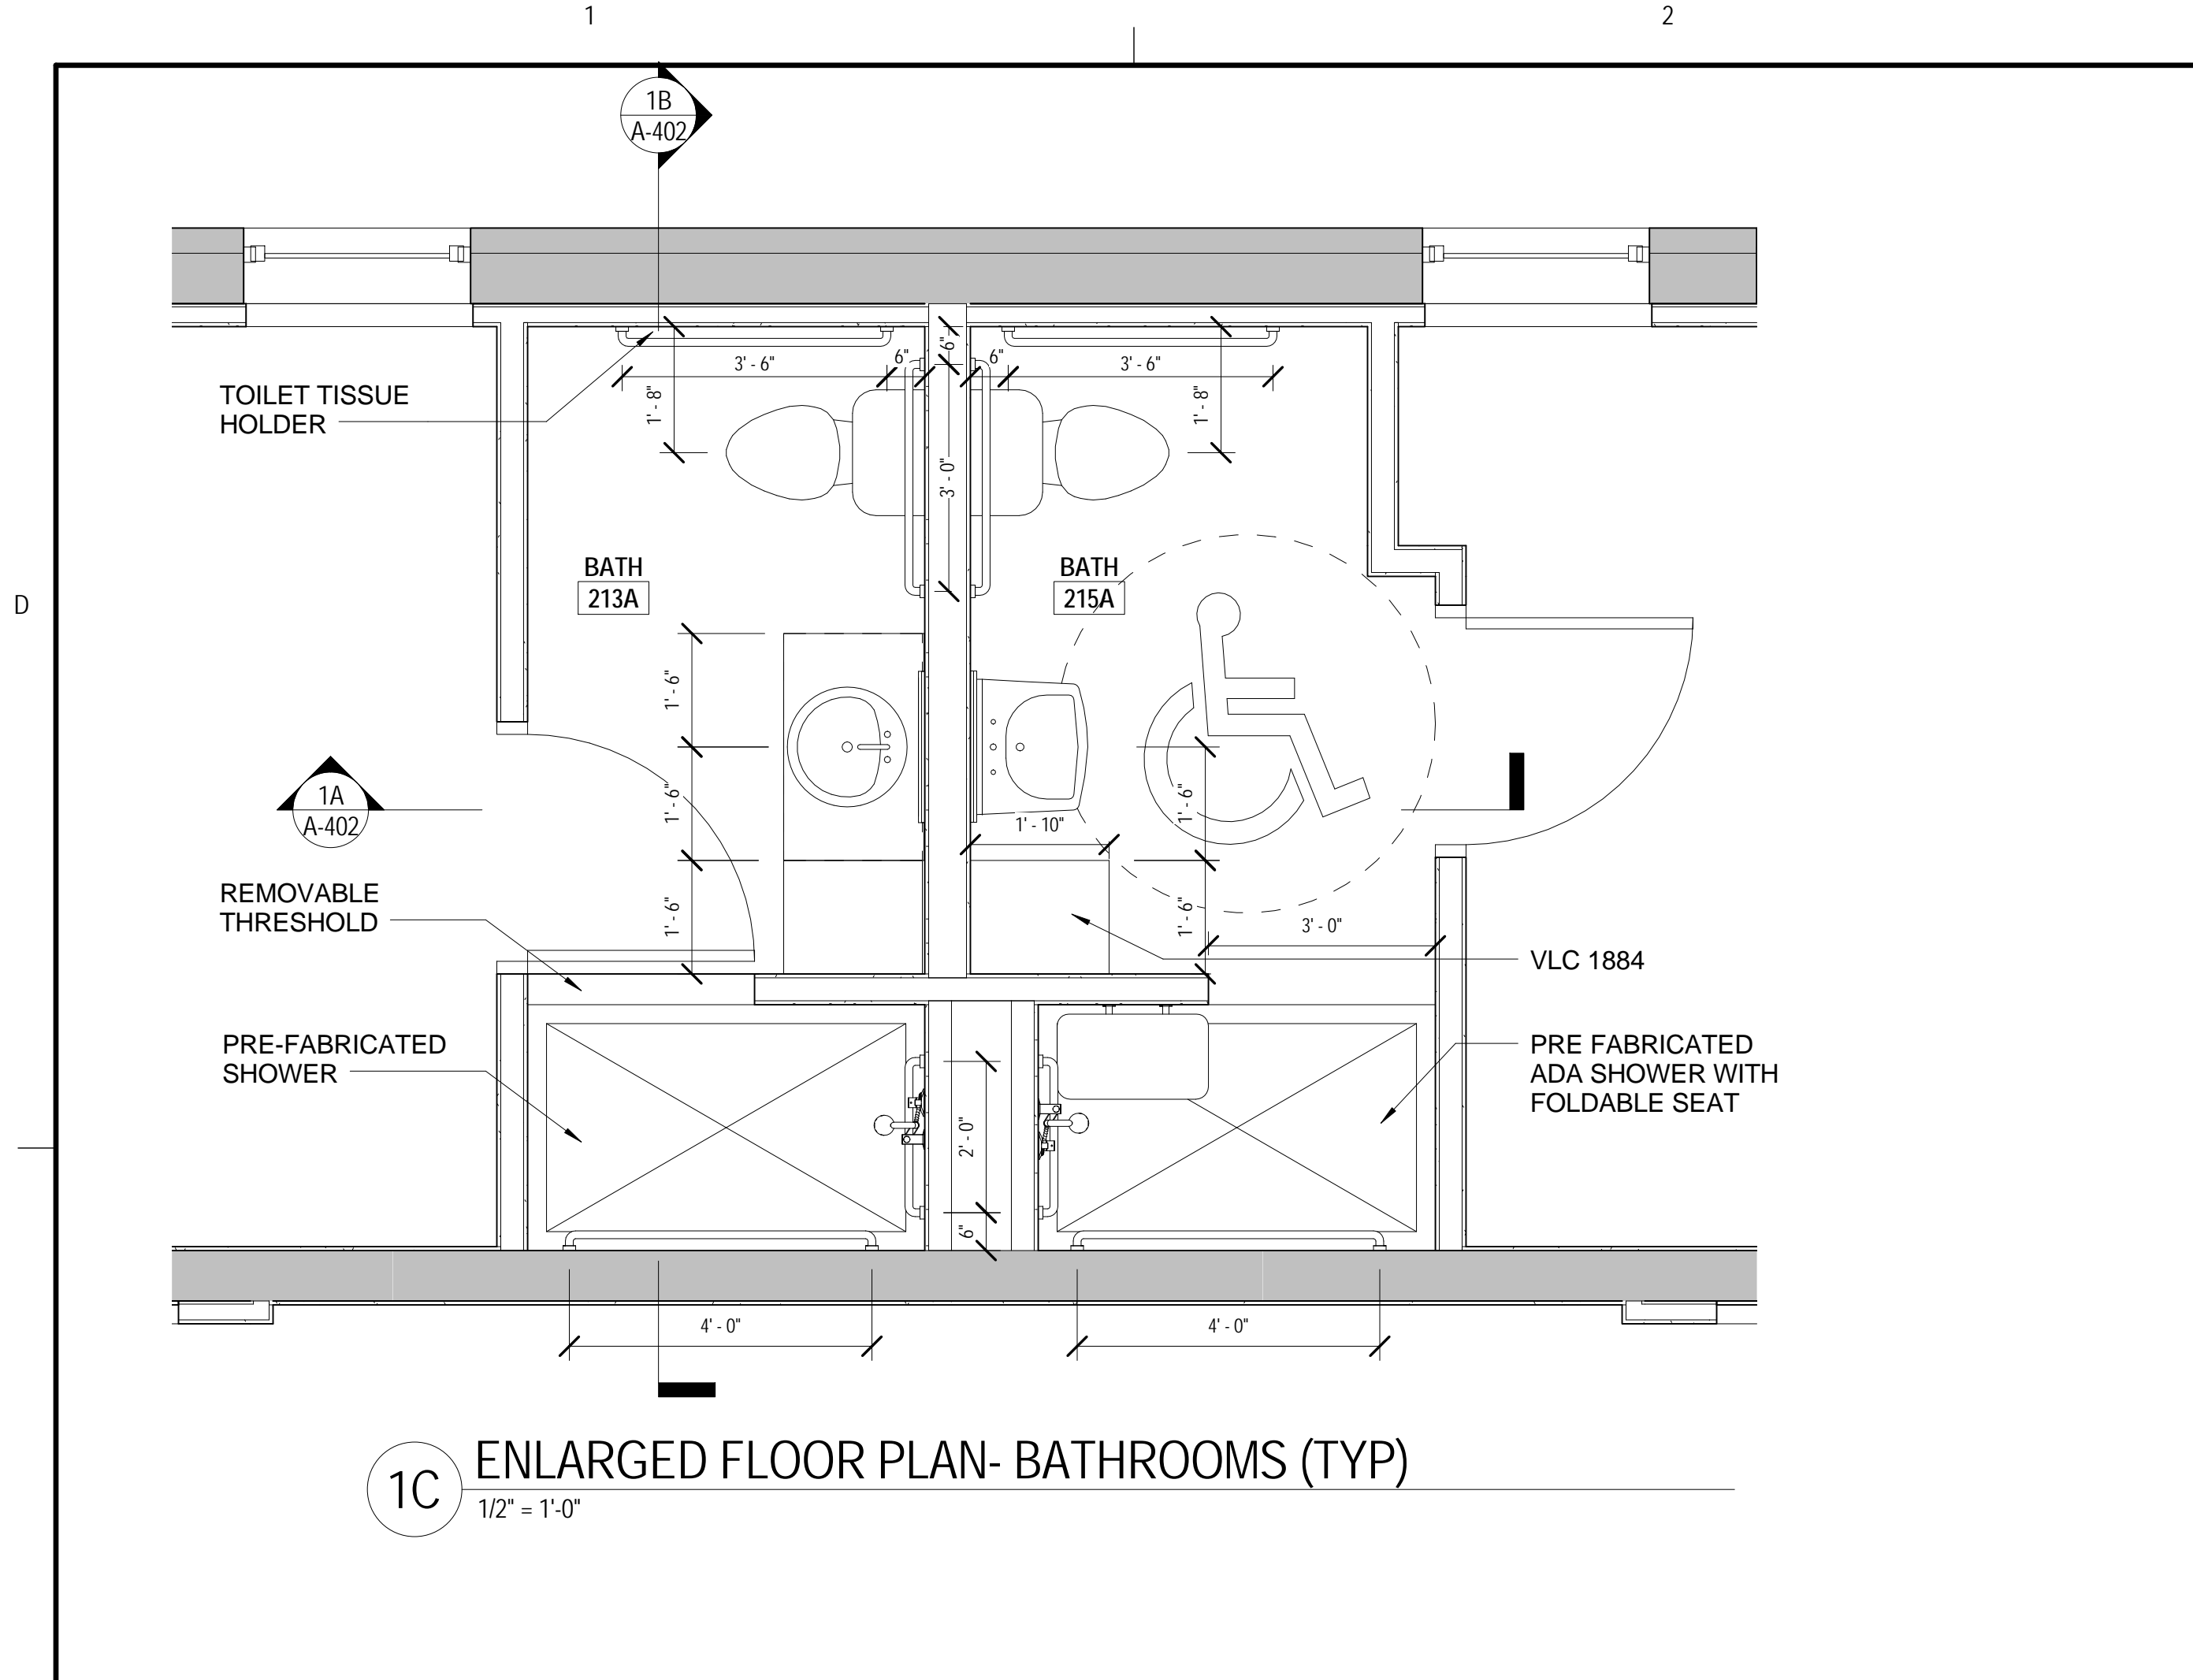 1
2
1B
A-402
3' - 6"
6"
6"
6"
3' - 6"
1' - 8"
1' - 8"
TOILET TISSUE
HOLDER
3' - 0"
BATH
213A
BATH
215A
D
1' - 6"
1' - 6"
1' - 6"
1A
A-402
1' - 10"
1' - 6"
1' - 6"
3' - 0"
REMOVABLE
THRESHOLD
VLC 1884
PRE-FABRICATED
SHOWER
PRE FABRICATED
ADA SHOWER WITH
FOLDABLE SEAT
2' - 0"
6"
4' - 0"
4' - 0"
1C
ENLARGED FLOOR PLAN- BATHROOMS (TYP)
1/2" = 1'-0"